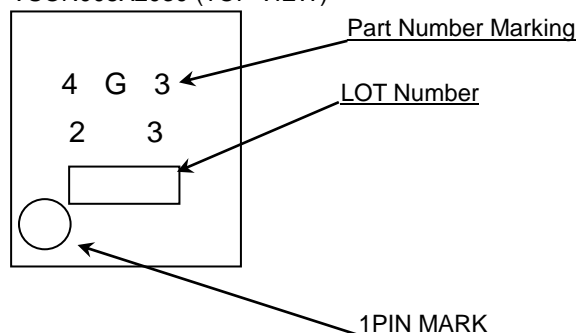 Part Number Marking
4 G 3
LOT Number
2 3
1PIN MARK